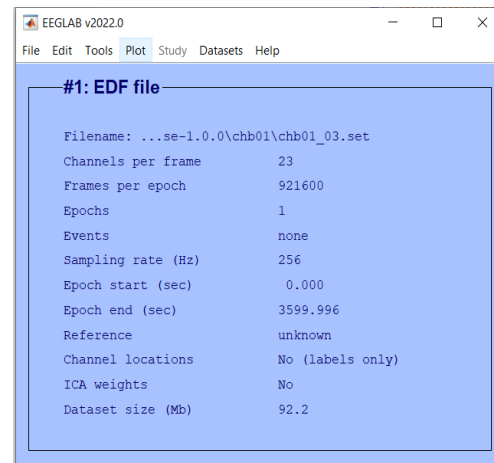 EEGLAB v2022.0
File Edit Tools Plot Study Datasets Help
#1: EDF file
Filename: ...se-1.0.0\chb01\chb01_03.set
Channels per frame 23
Frames per epoch 921600
Epochs 1
Events none
Sampling rate (Hz) 256
Epoch start (sec) 0.000
Epoch end (sec) 3599.996
Reference unknown
Channel locations No (labels only)
ICA weights No
Dataset size (Mb) 92.2